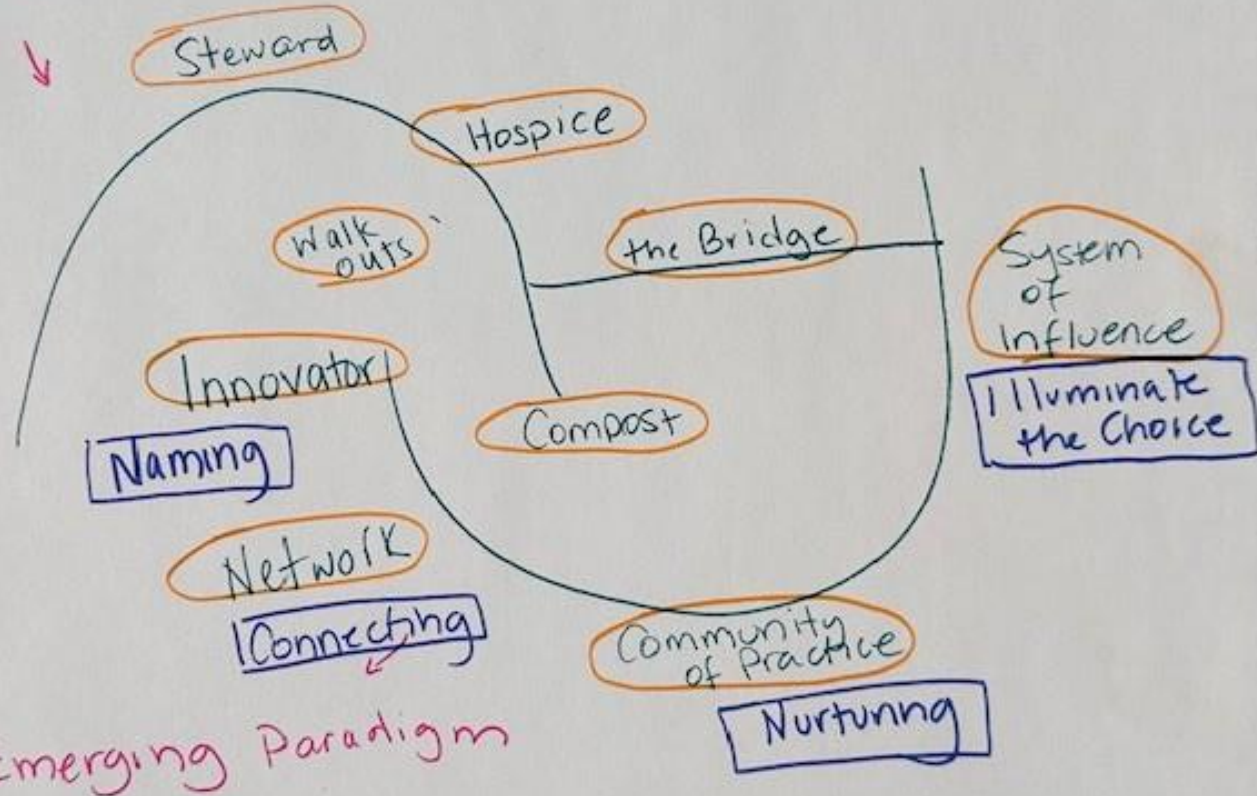 Steward
Hospice
Walk
outs
the Bridge
System
of
Influence
Illuminate
the Choice
Innovator
Naming
Compost
Network
Connecting
Community
of Practice
Nurturing
Emerging Paradigm